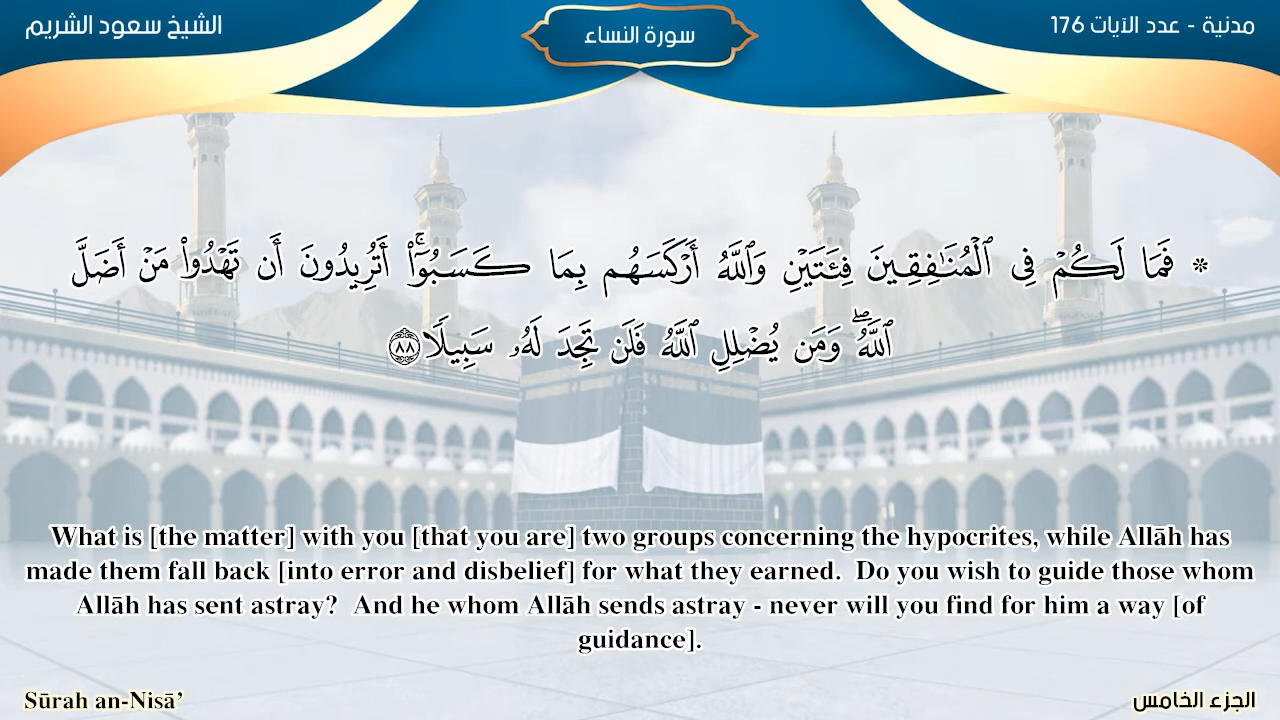 مدنية - عدد الآيات 176
سورة النساء
الشيخ سعود الشريم
* فَمَا لَكُمْ فِى ٱلْمُنَـٰفِقِينَ فِئَتَيْنِ وَٱللَّهُ أَرْكَسَهُم بِمَا كَسَبُوٓا۟ ۚ أَتُرِيدُونَ أَن تَهْدُوا۟ مَنْ أَضَلَّ
ٱللَّهُ ۖ وَمَن يُضْلِلِ ٱللَّهُ فَلَن تَجِدَ لَهُۥ سَبِيلًا ٨٨
What is [the matter] with you [that you are] two groups concerning the hypocrites, while Allāh has
made them fall back [into error and disbelief] for what they earned.  Do you wish to guide those whom
Allāh has sent astray?  And he whom Allāh sends astray - never will you find for him a way [of
guidance].
Sūrah an-Nisā’
الجزء الخامس